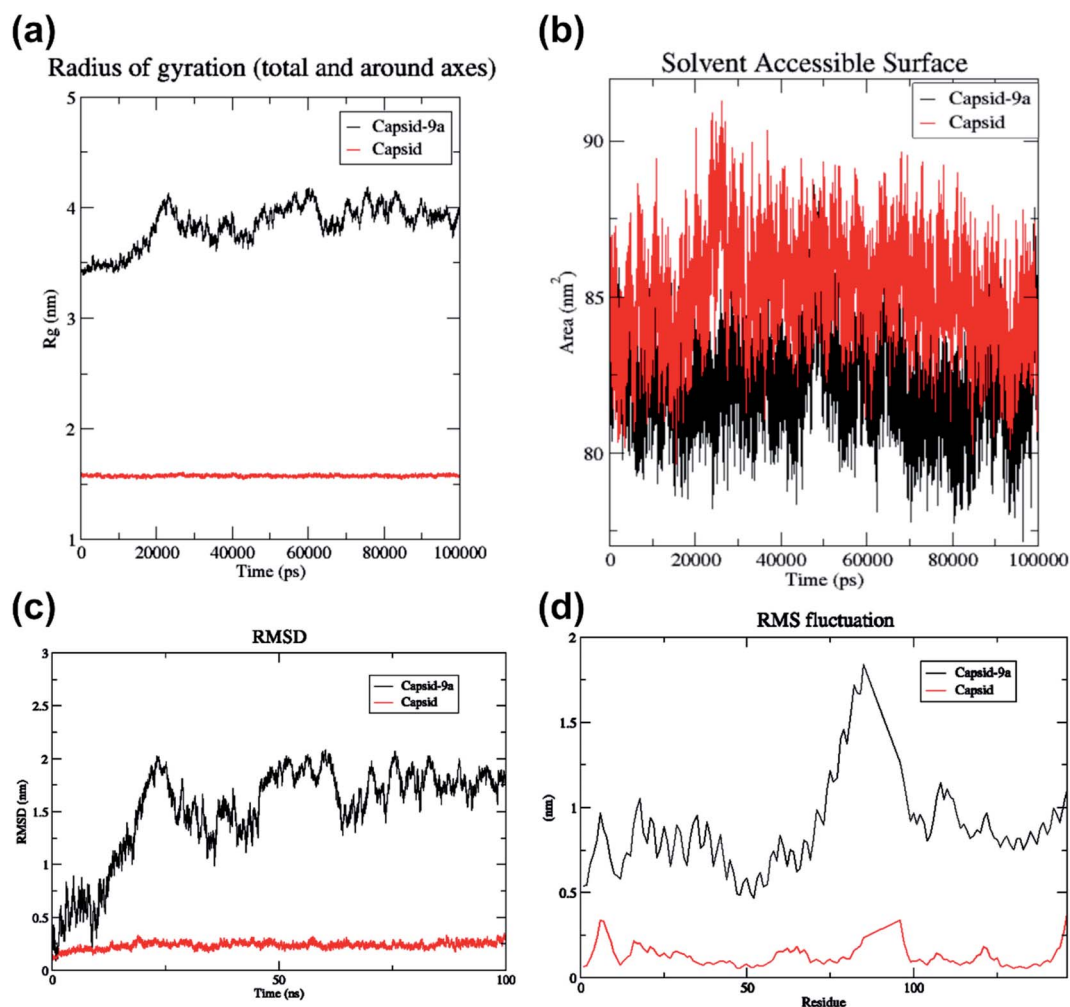 (a)
Radius of gyration (total and around axes)
5
4
3
2
1
Rg (nm)
Capsid-9a
Capsid
0 20000 40000 60000 80000 100000
Time (ps)
(b)
Solvent Accessible Surface
90
85
80
Area (nm2)
Capsid-9a
Capsid
0 20000 40000 60000 80000 100000
Time (ps)
(c)
RMSD
3
2.5
2
1.5
1
0.5
0
RMSD (nm)
Capsid-9a
Capsid
0 50 100
Time (ns)
(d)
RMS fluctuation
2
1.5
1
0.5
0
(nm)
Capsid-9a
Capsid
0 50 100
Residue